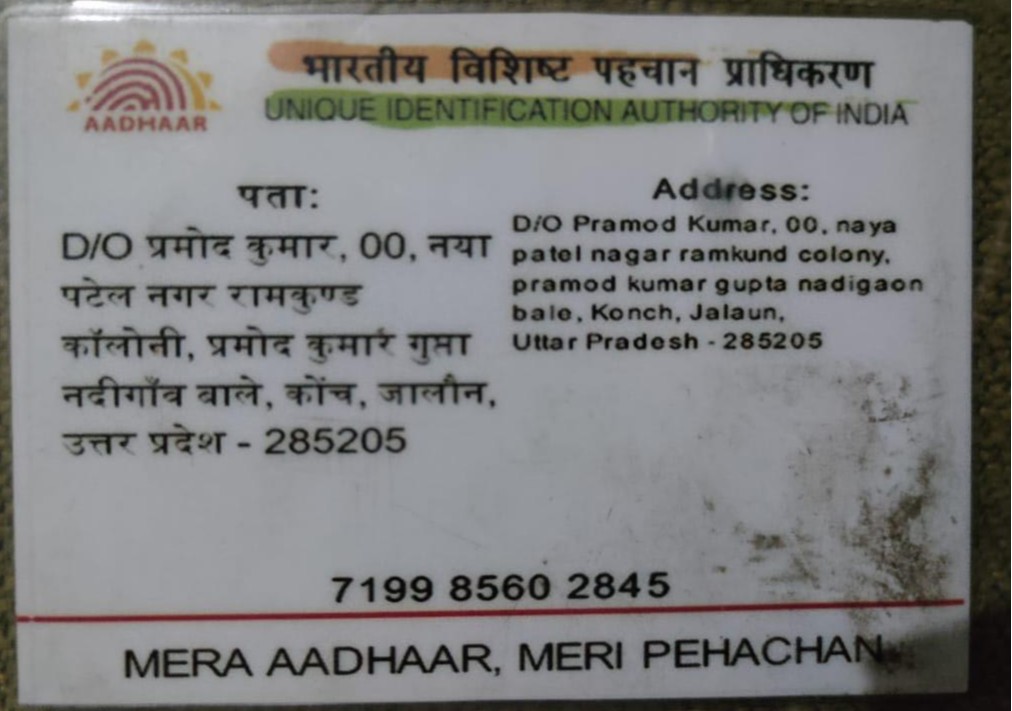 भारतीय विशिष्ट पहचान प्राधिकरण
AADHAAR
UNIQUE IDENTIFICATION AUTHORITY OF INDIA
पता:
D/O प्रमोद कुमार, 00, नया
पटेल नगर रामकुण्ड
कॉलोनी, प्रमोद कुमार गुप्ता
नदीगाँव वाले, कोंच, जालौन,
उत्तर प्रदेश - 285205
Address:
D/O Pramod Kumar, 00, naya
patel nagar ramkund colony,
pramod kumar gupta nadigaon
bale, Konch, Jalaun,
Uttar Pradesh - 285205
7199 8560 2845
MERA AADHAAR, MERI PEHACHAN